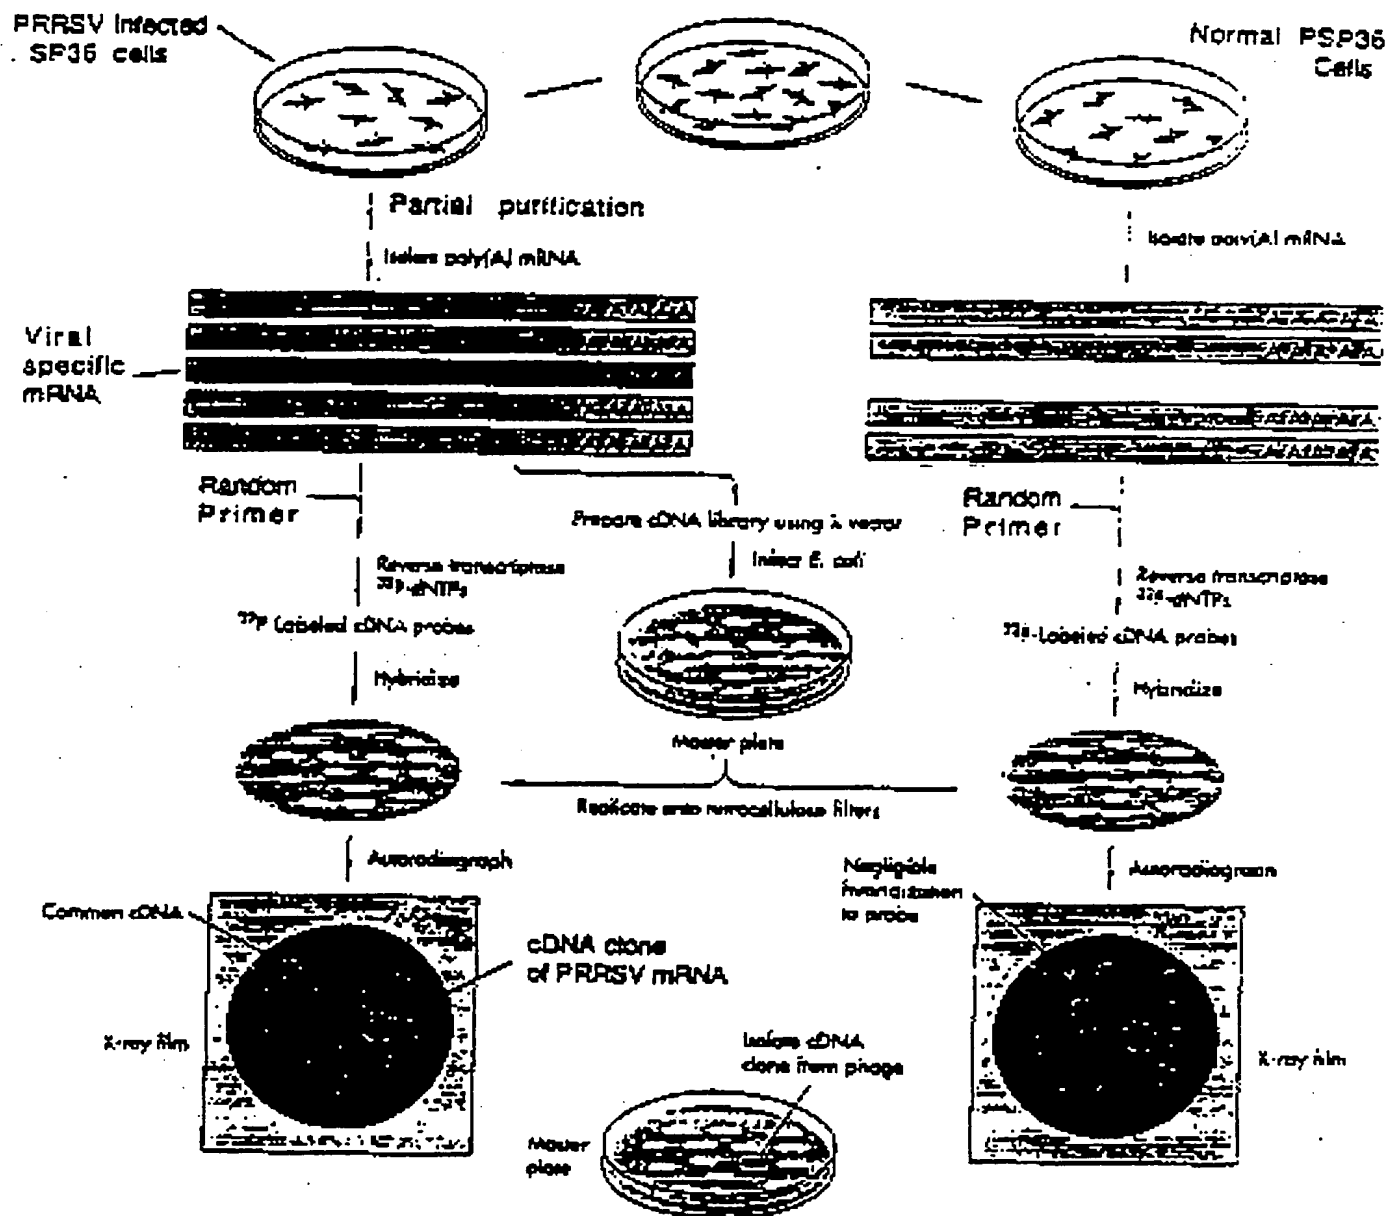 PRRSV Infected
SP36 cells
Normal PSP36
Cells
Partial purification
Isolate poly(A) mRNA
Isolate poly(A) mRNA
Viral
specific
mRNA
Random
Primer
Prepare cDNA library using λ vector
Infect E. coli
Random
Primer
Reverse transcriptase
³²P-dNTPs
Reverse transcriptase
-dNTPs
³²P Labeled cDNA probes
-Labeled cDNA probes
Hybridize
Hybridize
Master plate
Replicate onto nitrocellulose filters
Autoradiograph
Negligible
hybridization
to probe
Autoradiograph
Common cDNA
cDNA clone
of PRRSV mRNA
X-ray film
Isolate cDNA
clone from phage
X-ray film
Master
plate